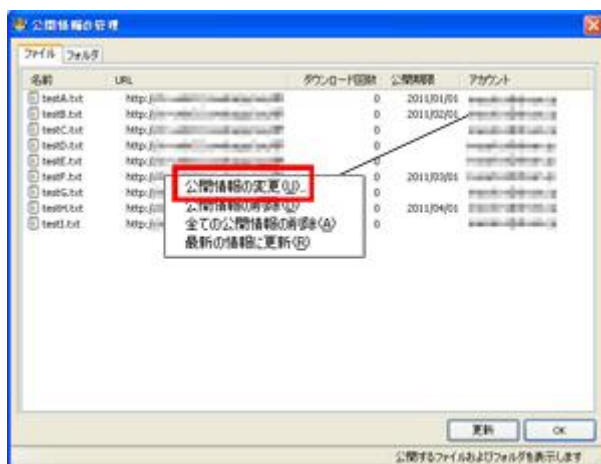 公開情報の管理
ファイル フォルダ
名前 URL ダウンロード回数 公開期限 アカウント
testA.txt http:// 0 2011/01/01
testB.txt http:// 0 2011/02/01
testC.txt http:// 0
testD.txt http:// 0
testE.txt http:// 0
testF.txt http:// 0 2011/03/01
testG.txt http:// 0
testH.txt http:// 0 2011/04/01
testI.txt http:// 0
公開情報の変更(U)...
公開情報の削除(D)
全ての公開情報の削除(A)
最新の情報に更新(R)
更新 OK
公開するファイルおよびフォルダを表示します